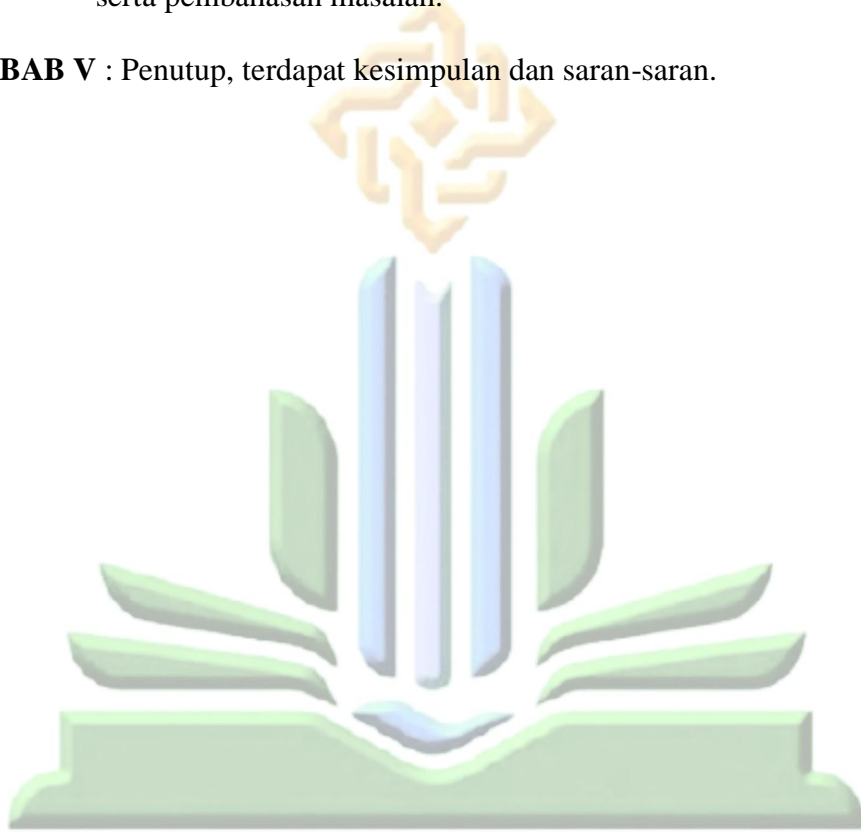 serta pembahasan masalah.
BAB V : Penutup, terdapat kesimpulan dan saran-saran.